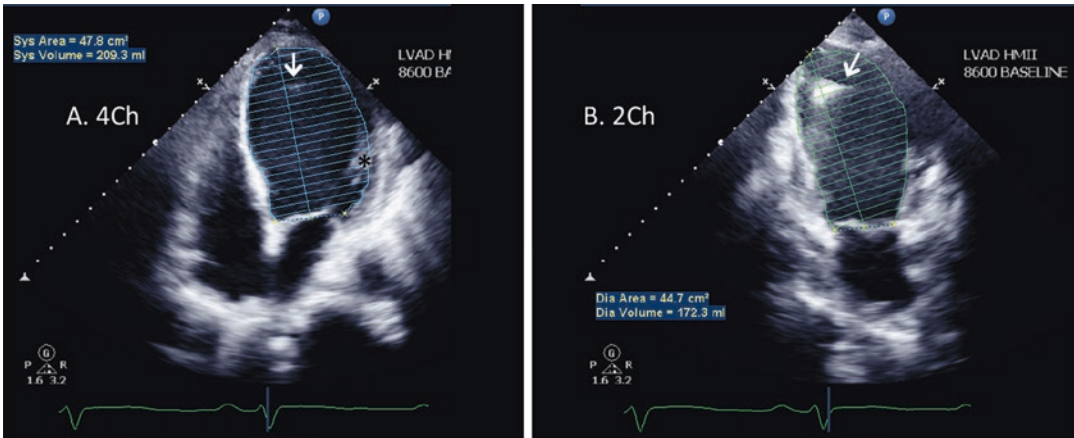 Sys Area = 47.8 cm²
Sys Volume = 209.3 ml
P
LVAD HI
8600 BA
A. 4Ch
x
x
*
G
P R
1.6 3.2
P
LVAD HMII
8600 BASELINE
B. 2Ch
x
x
Dia Area = 44.7 cm²
Dia Volume = 172.3 ml
G
P R
1.6 3.2